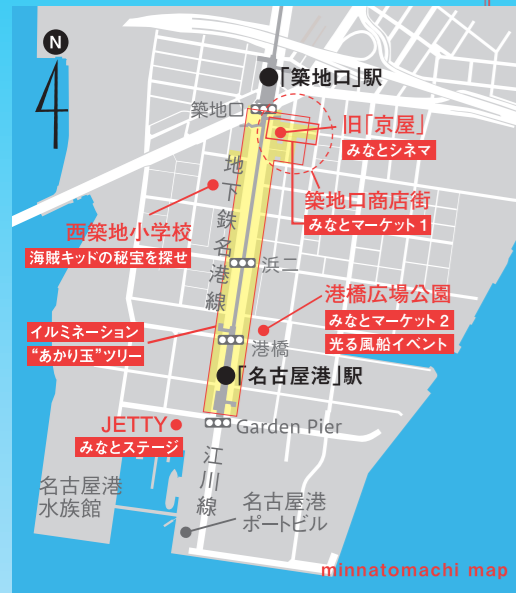 N
「築地口」駅
築地口
旧「京屋」
みなとシネマ
築地口商店街
みなとマーケット1
西築地小学校
海賊キッドの秘宝を探せ
地下鉄名港線
浜二
港橋広場公園
みなとマーケット2
光る風船イベント
イルミネーション
“あかり玉”ツリー
港橋
「名古屋港」駅
JETTY
みなとステージ
Garden Pier
江川線
名古屋港
水族館
名古屋港
ポートビル
minnatomachi map